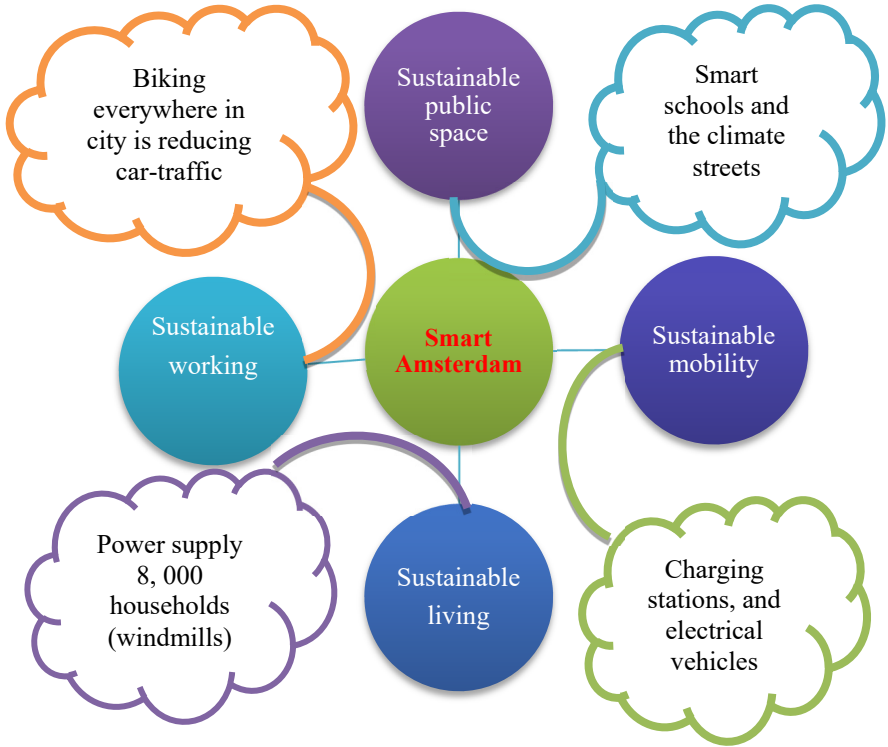 Biking
everywhere in
city is reducing
car-traffic
Sustainable
public
space
Smart
schools and
the climate
streets
Sustainable
working
Smart
Amsterdam
Sustainable
mobility
Power supply
8, 000
households
(windmills)
Sustainable
living
Charging
stations, and
electrical
vehicles